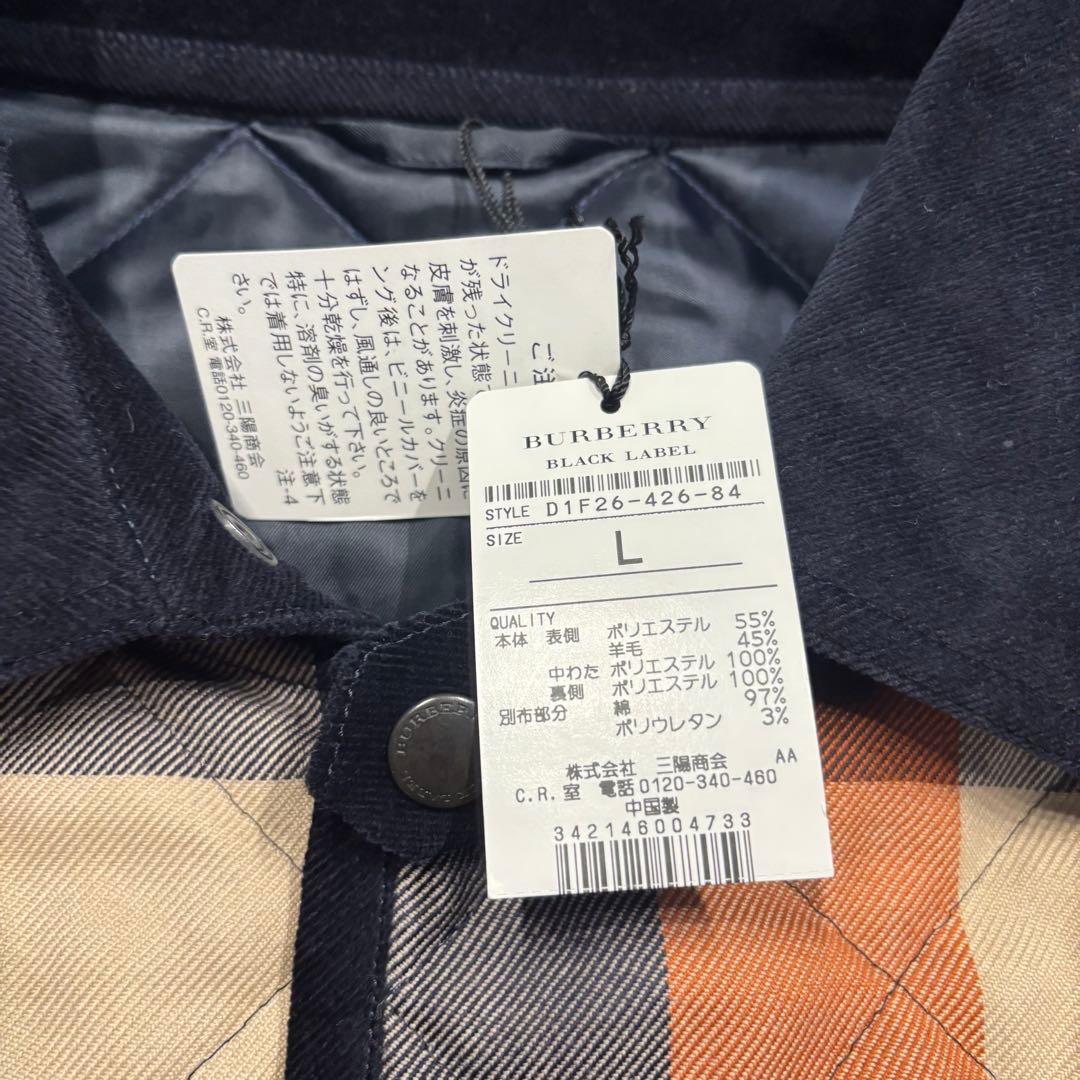 ご注
ドライクリーニ
が残った状態
皮膚を刺激し、炎症の原因に
なることがあります。クリーニ
ング後は、ビニールカバーを
はずし、風通しの良いところで
十分乾燥を行って下さい。
特に、溶剤の臭いがする状態
では着用しないようご注意下
さい。
注-4
株式会社 三陽商会
C.R.室 電話0120-340-460
BURBERRY
BLACK LABEL
STYLE D1F26-426-84
SIZE L
QUALITY
本体 表側 ポリエステル 55%
羊毛 45%
中わた ポリエステル 100%
裏側 ポリエステル 100%
別布部分 綿 97%
ポリウレタン 3%
株式会社 三陽商会 AA
C.R.室 電話0120-340-460
中国製
342146004733
BURBERRY